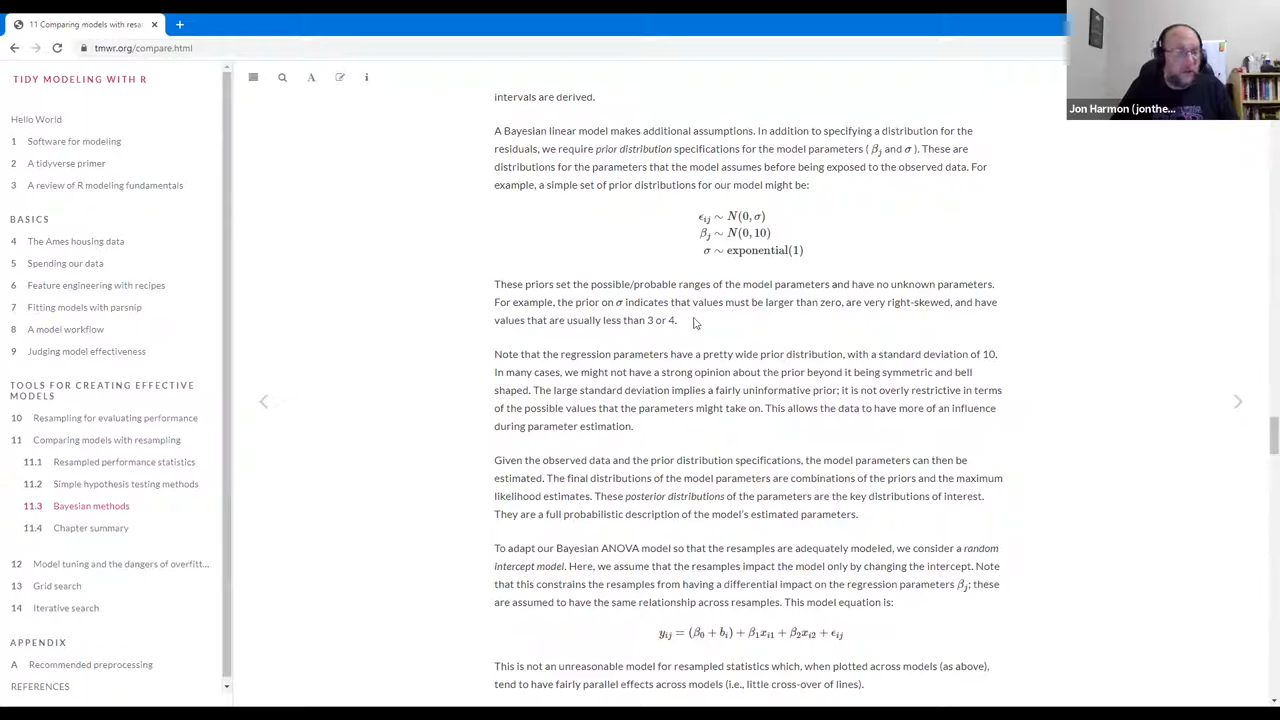 11 Comparing models with resa
tmwr.org/compare.html
Jon Harmon (jonthe...
TIDY MODELING WITH R
Hello World
1 Software for modeling
2 A tidyverse primer
3 A review of R modeling fundamentals
BASICS
4 The Ames housing data
5 Spending our data
6 Feature engineering with recipes
7 Fitting models with parsnip
8 A model workflow
9 Judging model effectiveness
TOOLS FOR CREATING EFFECTIVE
MODELS
10 Resampling for evaluating performance
11 Comparing models with resampling
11.1 Resampled performance statistics
11.2 Simple hypothesis testing methods
11.3 Bayesian methods
11.4 Chapter summary
12 Model tuning and the dangers of overfitt...
13 Grid search
14 Iterative search
APPENDIX
A Recommended preprocessing
REFERENCES
intervals are derived.
A Bayesian linear model makes additional assumptions. In addition to specifying a distribution for the
residuals, we require prior distribution specifications for the model parameters ( βj and σ ). These are
distributions for the parameters that the model assumes before being exposed to the observed data. For
example, a simple set of prior distributions for our model might be:
ϵij ∼ N(0, σ)
βj ∼ N(0, 10)
σ ∼ exponential(1)
These priors set the possible/probable ranges of the model parameters and have no unknown parameters.
For example, the prior on σ indicates that values must be larger than zero, are very right-skewed, and have
values that are usually less than 3 or 4.
Note that the regression parameters have a pretty wide prior distribution, with a standard deviation of 10.
In many cases, we might not have a strong opinion about the prior beyond it being symmetric and bell
shaped. The large standard deviation implies a fairly uninformative prior; it is not overly restrictive in terms
of the possible values that the parameters might take on. This allows the data to have more of an influence
during parameter estimation.
Given the observed data and the prior distribution specifications, the model parameters can then be
estimated. The final distributions of the model parameters are combinations of the priors and the maximum
likelihood estimates. These posterior distributions of the parameters are the key distributions of interest.
They are a full probabilistic description of the model's estimated parameters.
To adapt our Bayesian ANOVA model so that the resamples are adequately modeled, we consider a random
intercept model. Here, we assume that the resamples impact the model only by changing the intercept. Note
that this constrains the resamples from having a differential impact on the regression parameters βj; these
are assumed to have the same relationship across resamples. This model equation is:
yij = (β0 + bi) + β1xi1 + β2xi2 + ϵij
This is not an unreasonable model for resampled statistics which, when plotted across models (as above),
tend to have fairly parallel effects across models (i.e., little cross-over of lines).